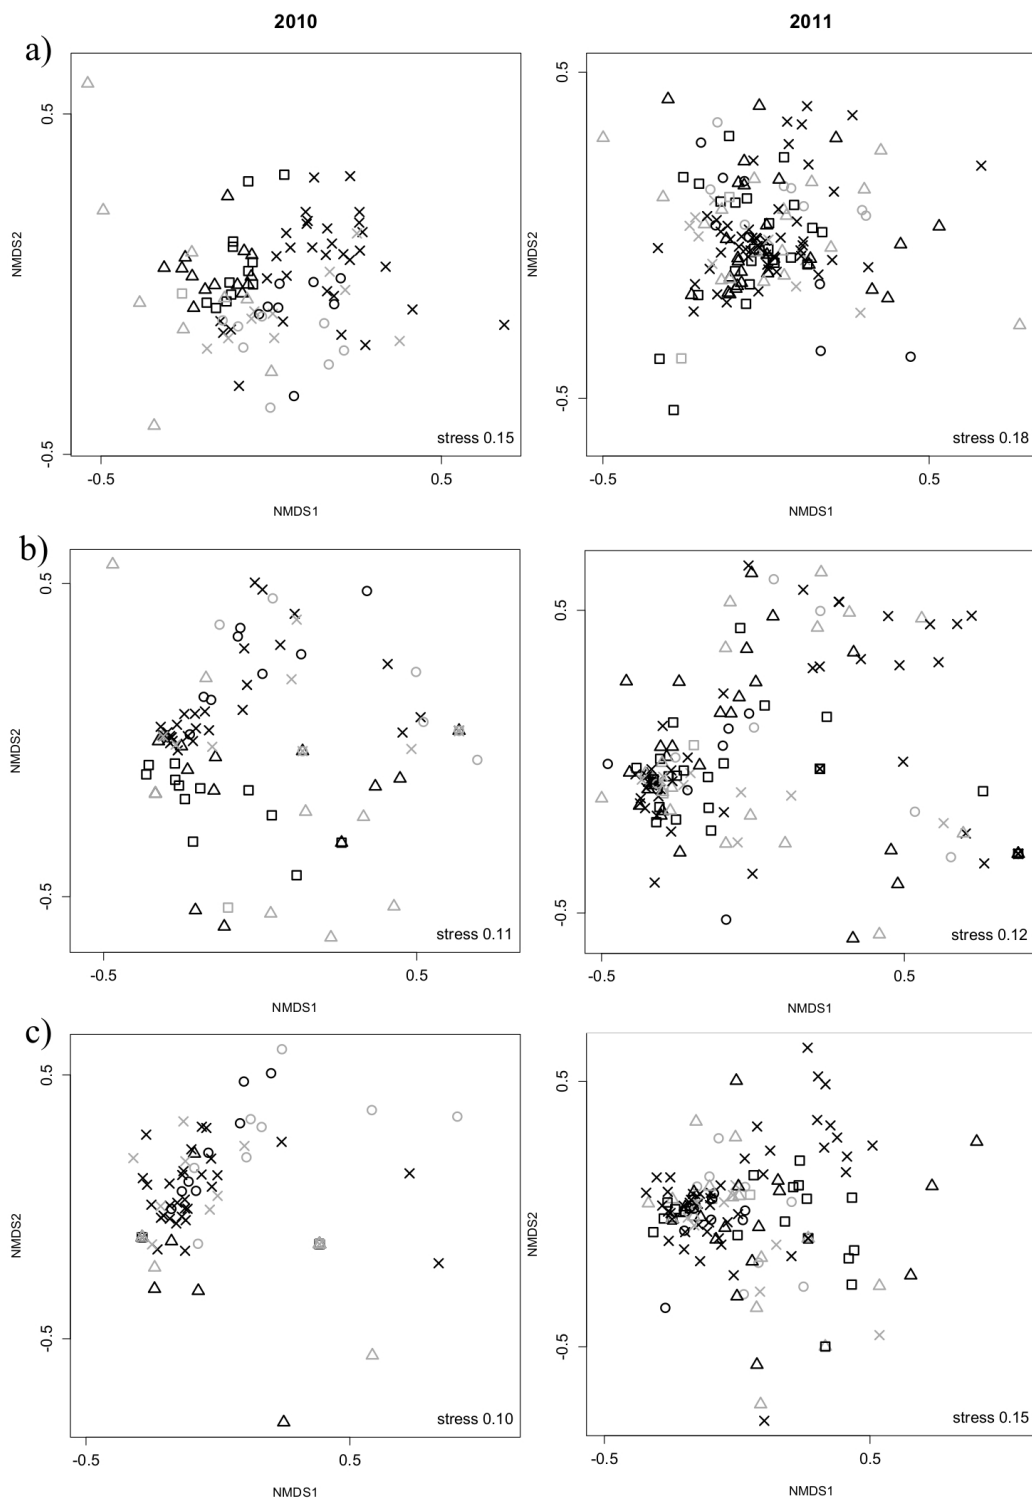 2010 2011
a)
0.5 0.5
NMDS2 NMDS2
-0.5 -0.5
stress 0.15 stress 0.18
-0.5 0.5 -0.5 0.5
NMDS1 NMDS1
b)
0.5 0.5
NMDS2 NMDS2
-0.5 -0.5
stress 0.11 stress 0.12
-0.5 0.5 -0.5 0.5
NMDS1 NMDS1
c)
0.5 0.5
NMDS2 NMDS2
-0.5 -0.5
stress 0.10 stress 0.15
-0.5 0.5 -0.5 0.5
NMDS1 NMDS1